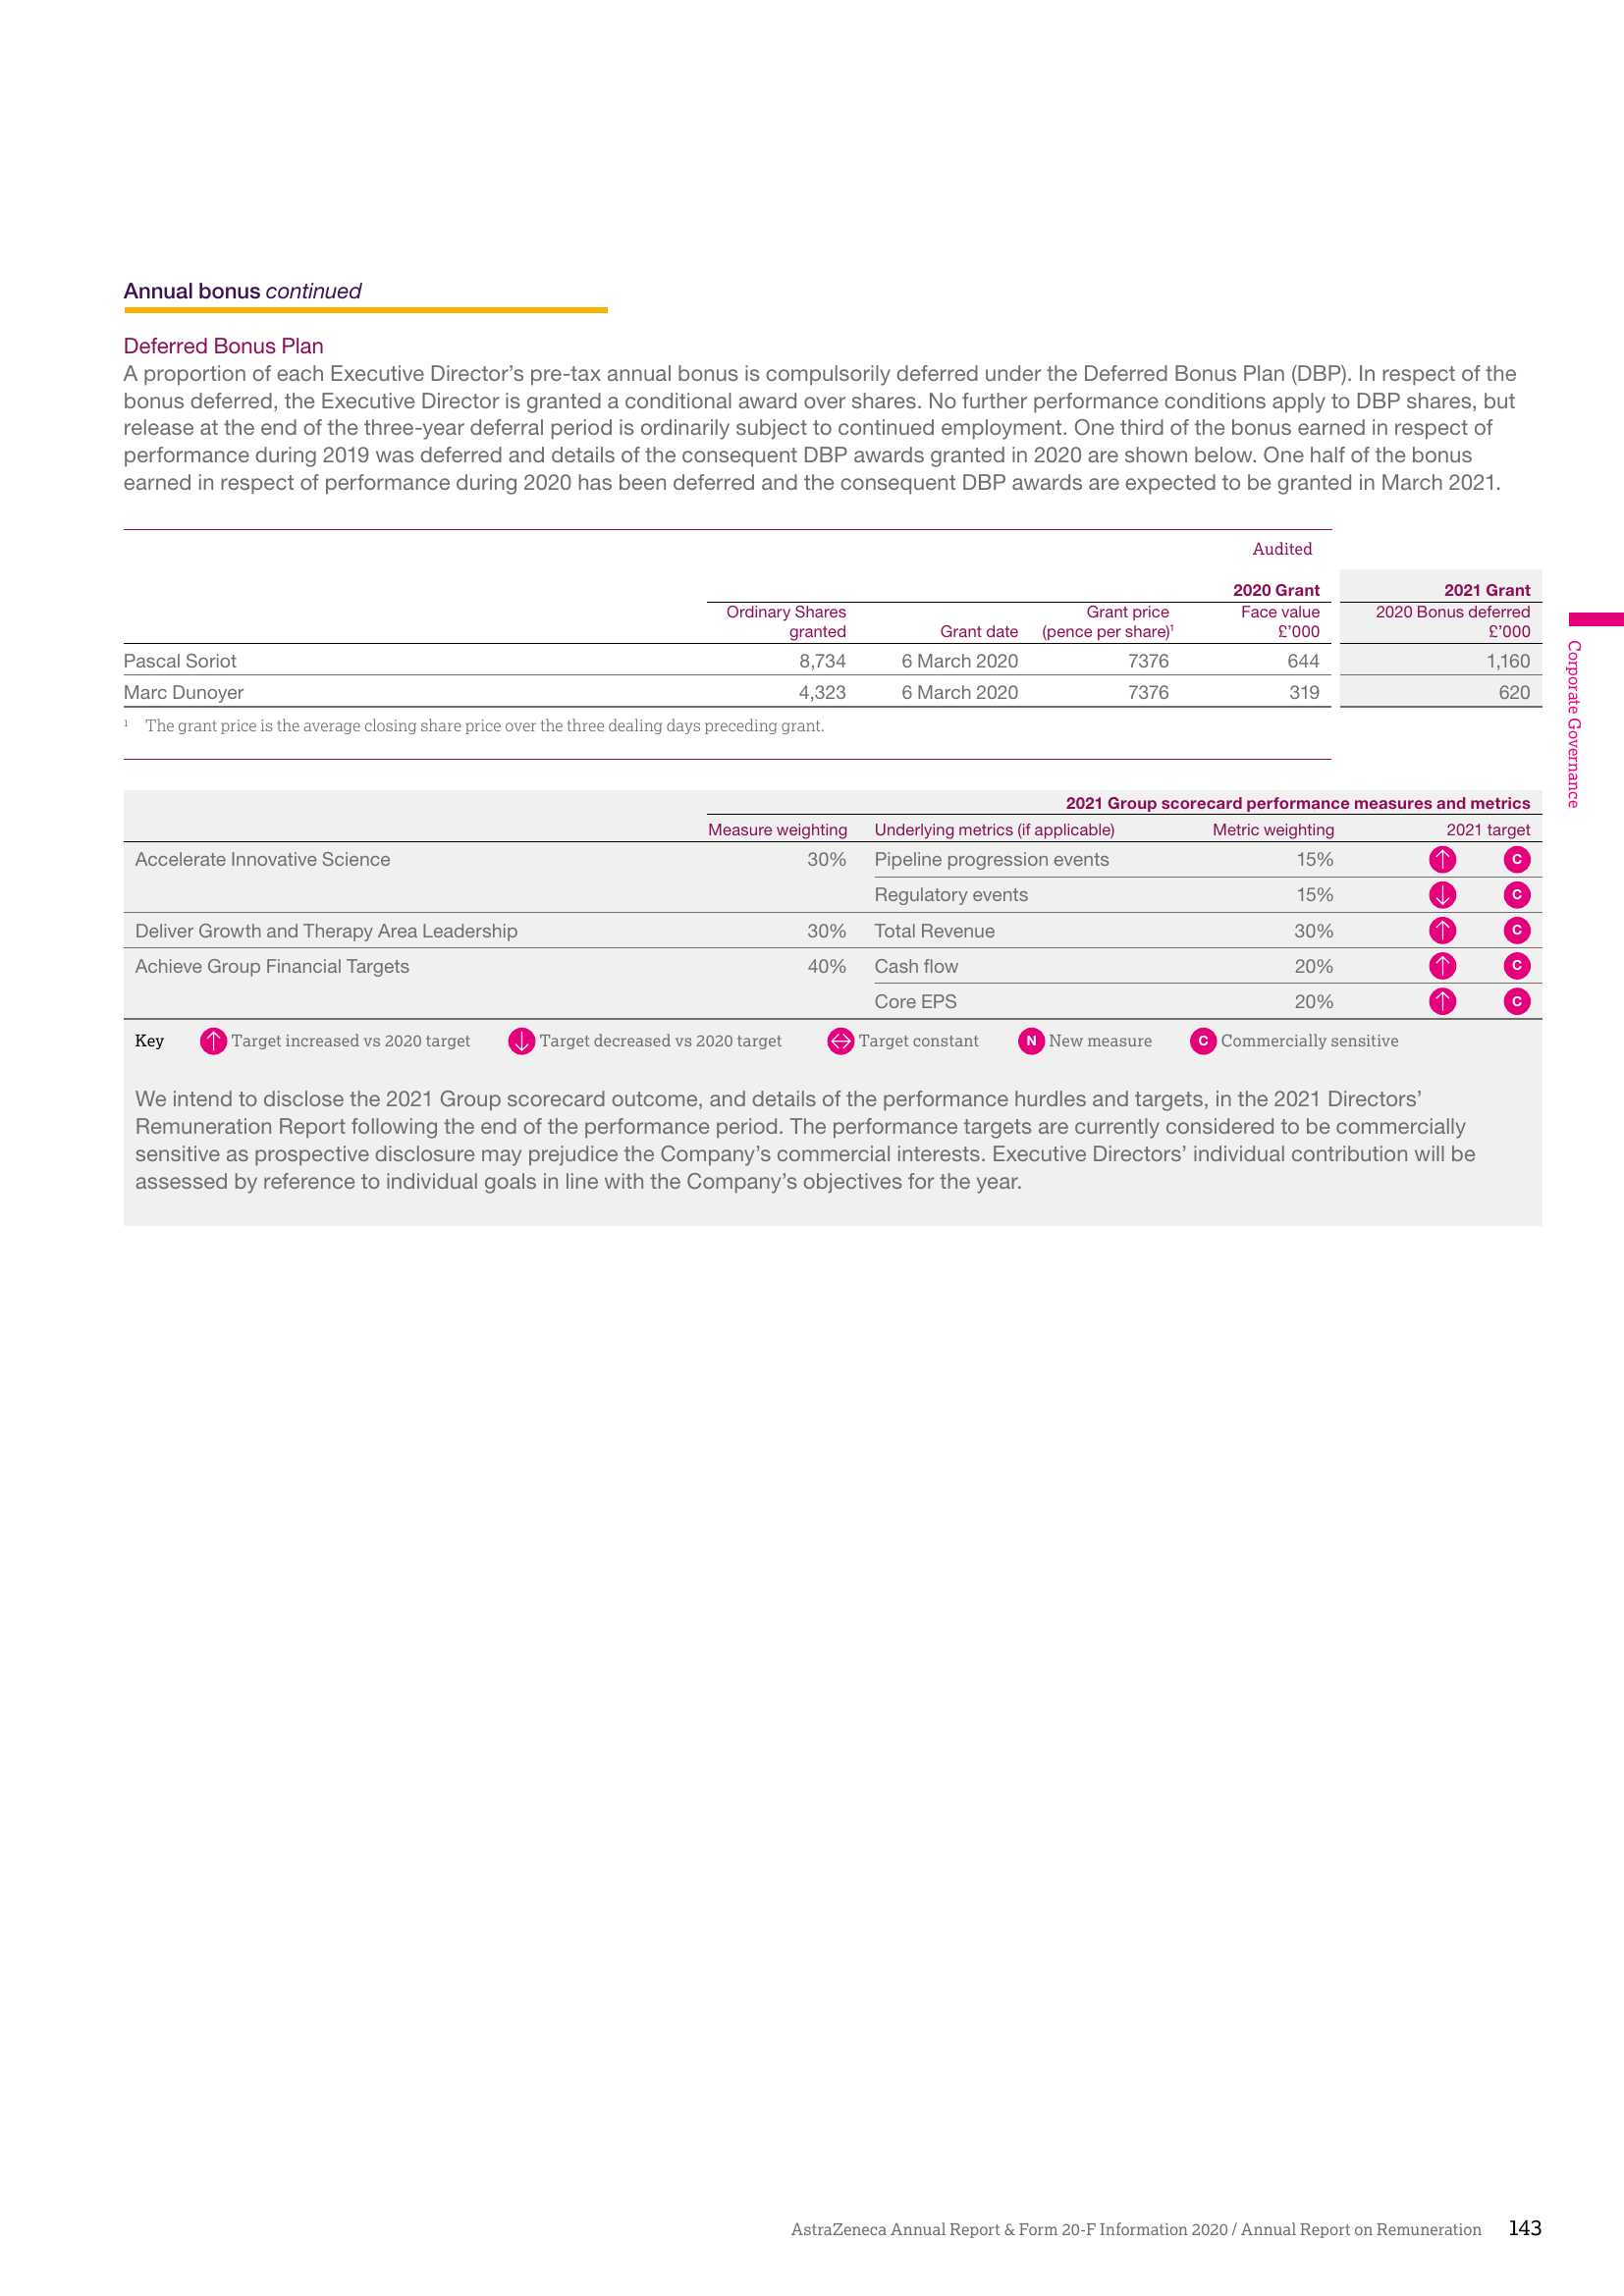 Annual bonus continued
Deferred Bonus Plan
A proportion of each Executive Director’s pre-tax annual bonus is compulsorily deferred under the Deferred Bonus Plan (DBP). In respect of the
bonus deferred, the Executive Director is granted a conditional award over shares. No further performance conditions apply to DBP shares, but
release at the end of the three-year deferral period is ordinarily subject to continued employment. One third of the bonus earned in respect of
performance during 2019 was deferred and details of the consequent DBP awards granted in 2020 are shown below. One half of the bonus
earned in respect of performance during 2020 has been deferred and the consequent DBP awards are expected to be granted in March 2021.
Audited
2020 Grant 2021 Grant
Ordinary Shares Grant price Face value 2020 Bonus deferred
granted Grant date (pence per share)¹ £’000 £’000
Pascal Soriot 8,734 6 March 2020 7376 644 1,160
Marc Dunoyer 4,323 6 March 2020 7376 319 620
¹ The grant price is the average closing share price over the three dealing days preceding grant.
2021 Group scorecard performance measures and metrics
Measure weighting Underlying metrics (if applicable) Metric weighting 2021 target
Accelerate Innovative Science 30% Pipeline progression events 15% ↑ C
Regulatory events 15% ↓ C
Deliver Growth and Therapy Area Leadership 30% Total Revenue 30% ↑ C
Achieve Group Financial Targets 40% Cash flow 20% ↑ C
Core EPS 20% ↑ C
Key ↑ Target increased vs 2020 target ↓ Target decreased vs 2020 target ↔ Target constant N New measure C Commercially sensitive
We intend to disclose the 2021 Group scorecard outcome, and details of the performance hurdles and targets, in the 2021 Directors’
Remuneration Report following the end of the performance period. The performance targets are currently considered to be commercially
sensitive as prospective disclosure may prejudice the Company’s commercial interests. Executive Directors’ individual contribution will be
assessed by reference to individual goals in line with the Company’s objectives for the year.
Corporate Governance
AstraZeneca Annual Report & Form 20-F Information 2020 / Annual Report on Remuneration 143